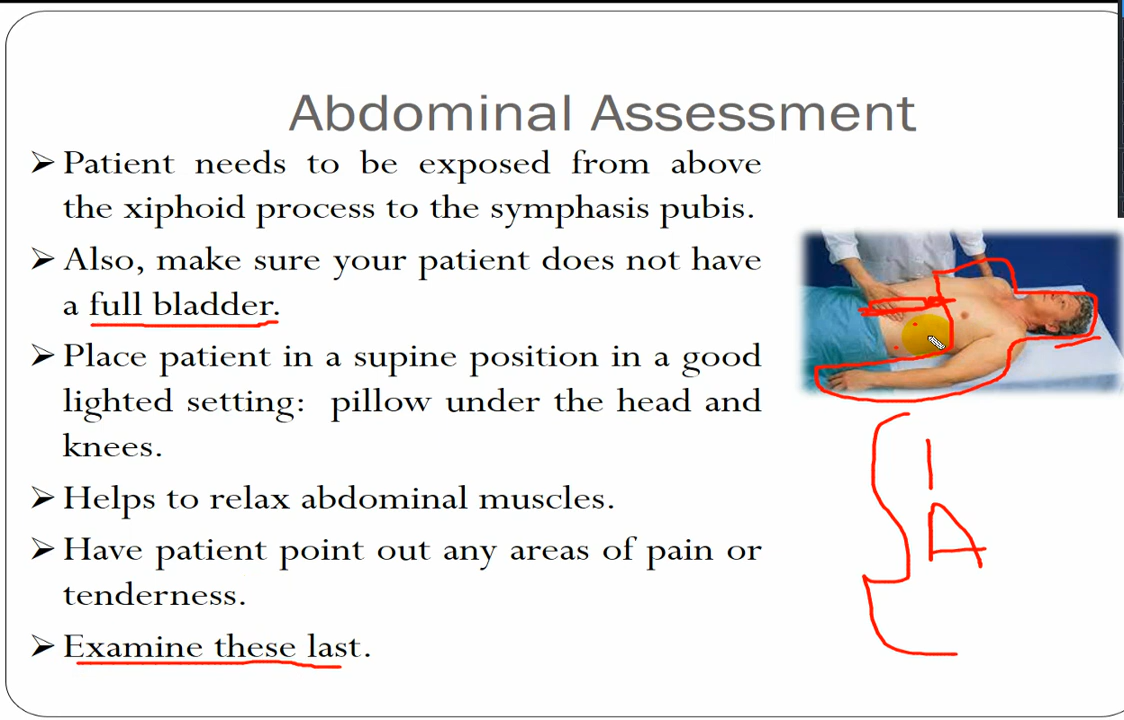 Abdominal Assessment
➢ Patient needs to be exposed from above
the xiphoid process to the symphasis pubis.
➢ Also, make sure your patient does not have
a full bladder.
➢ Place patient in a supine position in a good
lighted setting: pillow under the head and
knees.
➢ Helps to relax abdominal muscles.
➢ Have patient point out any areas of pain or
tenderness.
➢ Examine these last.
I
A